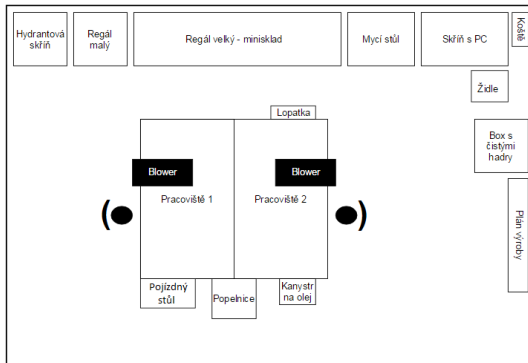 Hydrantová
skříň
Regál
malý
Regál velký - minisklad
Mycí stůl
Skříň s PC
Koště
Židle
Lopatka
Box s
čistými
hadry
Blower
Blower
Pracoviště 1
Pracoviště 2
( )
Plán výroby
Pojízdný
stůl
Popelnice
Kanystr
na olej